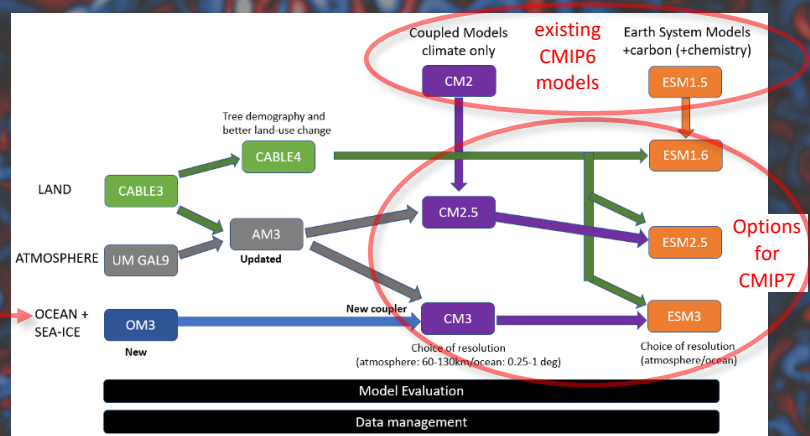 Coupled Models
climate only
existing
CMIP6
models
Earth System Models
+carbon (+chemistry)
CM2
ESM1.5
Tree demography and
better land-use change
CABLE4
ESM1.6
LAND
CABLE3
CM2.5
AM3
Updated
ESM2.5
Options
for
CMIP7
ATMOSPHERE
UM GAL9
OCEAN +
SEA-ICE
OM3
New
New coupler
CM3
ESM3
Choice of resolution
(atmosphere: 60-130km/ocean: 0.25-1 deg)
Choice of resolution
(atmosphere/ocean)
Model Evaluation
Data management